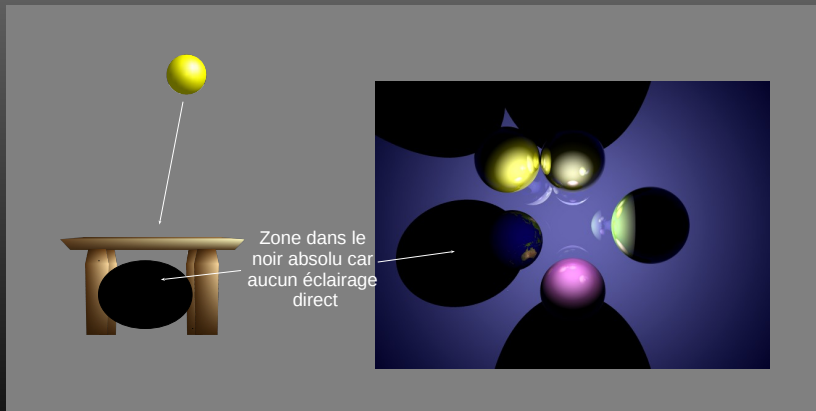 Zone dans le
noir absolu car
aucun éclairage
direct